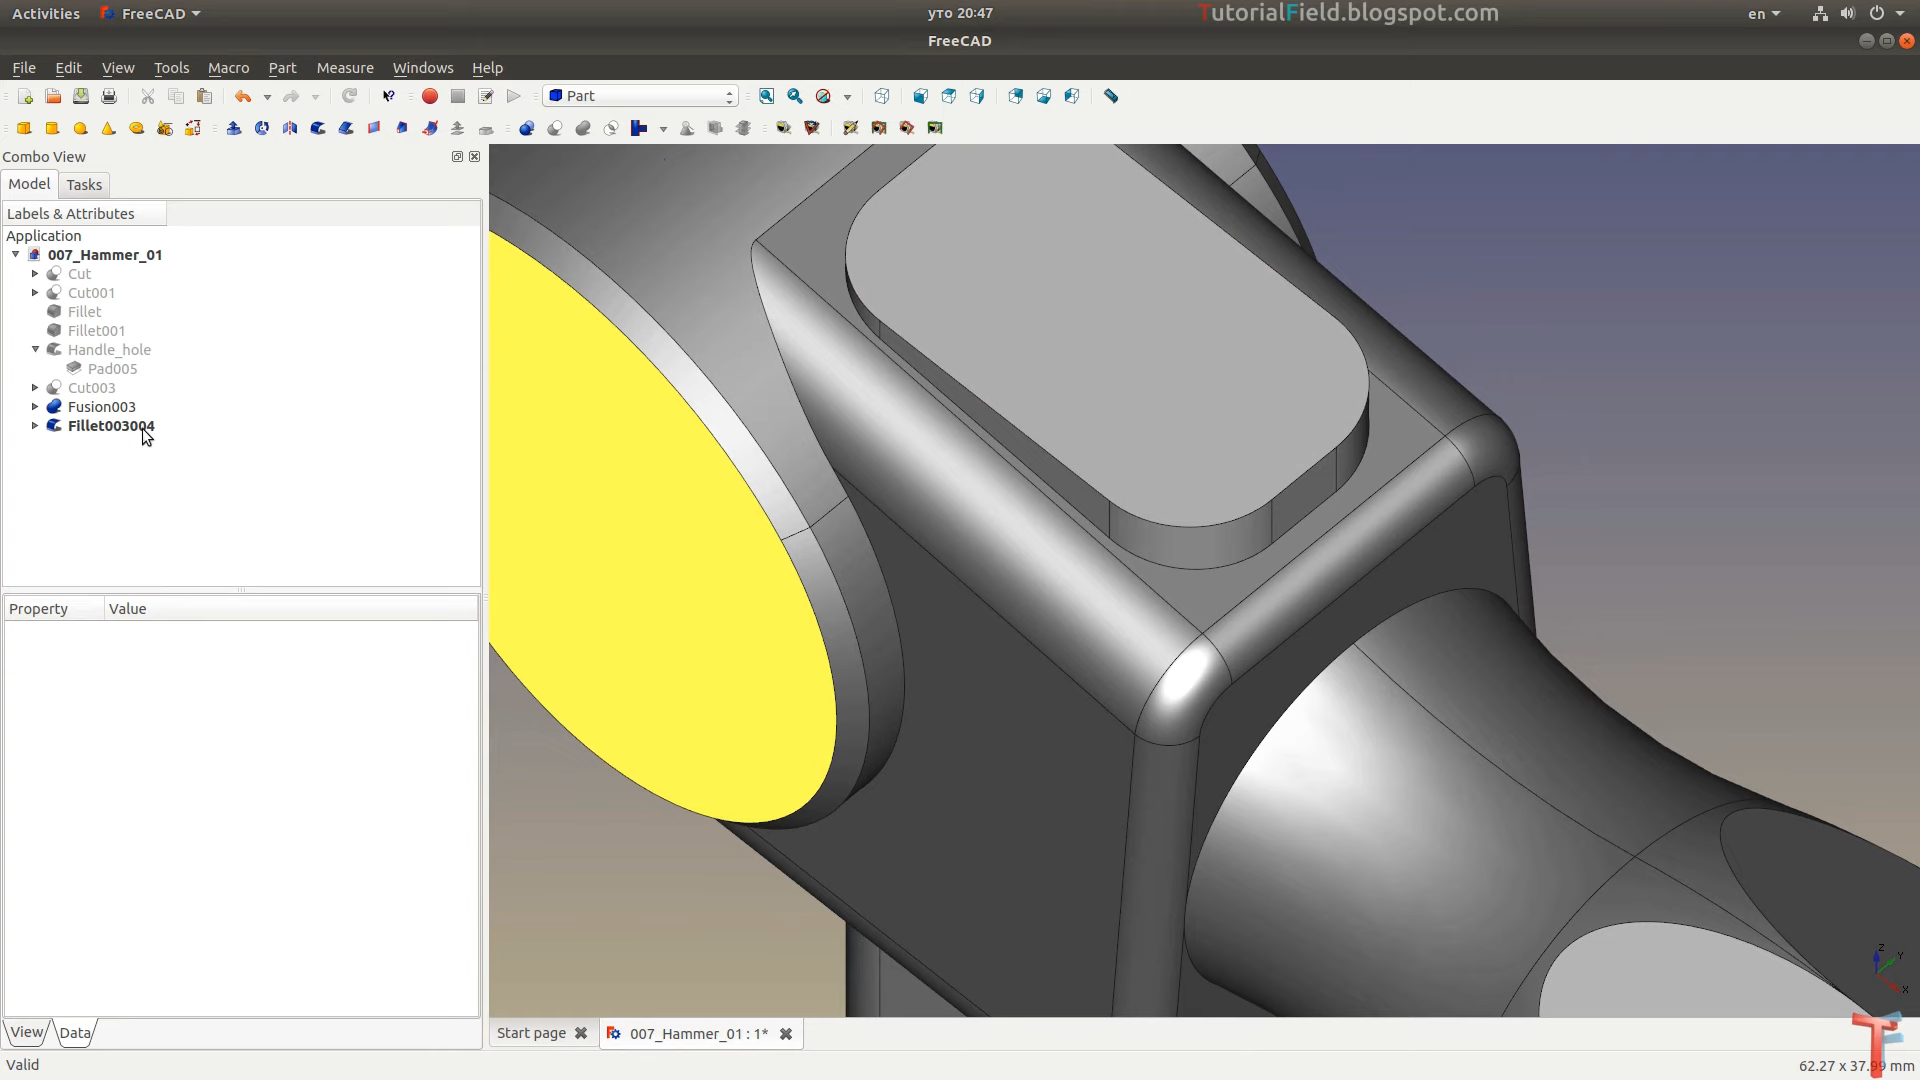 Activities FreeCAD уто 20:47 TutorialField.blogspot.com en
FreeCAD
File Edit View Tools Macro Part Measure Windows Help
Part
Combo View
Model Tasks
Labels & Attributes
Application
007_Hammer_01
Cut
Cut001
Fillet
Fillet001
Handle_hole
Pad005
Cut003
Fusion003
Fillet003004
Property Value
Z
Y
X
View Data
Start page 007_Hammer_01 : 1*
Valid
62.27 x 37.99 mm